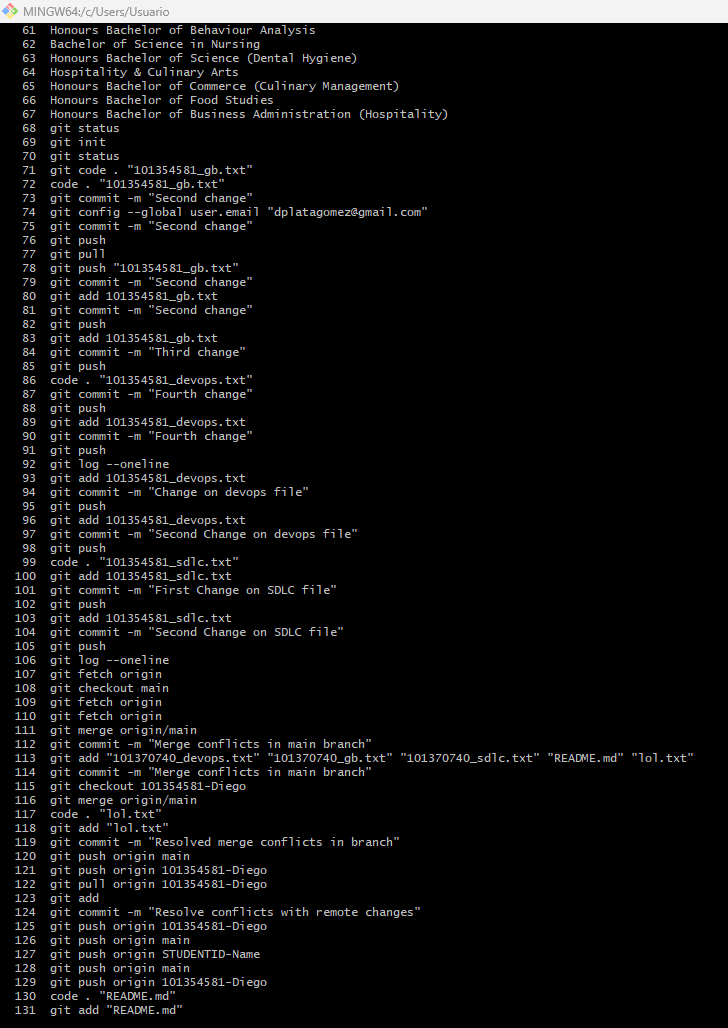 MINGW64:/c/Users/Usuario
61 Honours Bachelor of Behaviour Analysis
62 Bachelor of Science in Nursing
63 Honours Bachelor of Science (Dental Hygiene)
64 Hospitality & Culinary Arts
65 Honours Bachelor of Commerce (Culinary Management)
66 Honours Bachelor of Food Studies
67 Honours Bachelor of Business Administration (Hospitality)
68 git status
69 git init
70 git status
71 git code . "101354581_gb.txt"
72 code . "101354581_gb.txt"
73 git commit -m "Second change"
74 git config --global user.email "dplatagomez@gmail.com"
75 git commit -m "Second change"
76 git push
77 git pull
78 git push "101354581_gb.txt"
79 git commit -m "Second change"
80 git add 101354581_gb.txt
81 git commit -m "Second change"
82 git push
83 git add 101354581_gb.txt
84 git commit -m "Third change"
85 git push
86 code . "101354581_devops.txt"
87 git commit -m "Fourth change"
88 git push
89 git add 101354581_devops.txt
90 git commit -m "Fourth change"
91 git push
92 git log --oneline
93 git add 101354581_devops.txt
94 git commit -m "Change on devops file"
95 git push
96 git add 101354581_devops.txt
97 git commit -m "Second Change on devops file"
98 git push
99 code . "101354581_sdlc.txt"
100 git add 101354581_sdlc.txt
101 git commit -m "First Change on SDLC file"
102 git push
103 git add 101354581_sdlc.txt
104 git commit -m "Second Change on SDLC file"
105 git push
106 git log --oneline
107 git fetch origin
108 git checkout main
109 git fetch origin
110 git fetch origin
111 git merge origin/main
112 git commit -m "Merge conflicts in main branch"
113 git add "101370740_devops.txt" "101370740_gb.txt" "101370740_sdlc.txt" "README.md" "lol.txt"
114 git commit -m "Merge conflicts in main branch"
115 git checkout 101354581-Diego
116 git merge origin/main
117 code . "lol.txt"
118 git add "lol.txt"
119 git commit -m "Resolved merge conflicts in branch"
120 git push origin main
121 git push origin 101354581-Diego
122 git pull origin 101354581-Diego
123 git add
124 git commit -m "Resolve conflicts with remote changes"
125 git push origin 101354581-Diego
126 git push origin main
127 git push origin STUDENTID-Name
128 git push origin main
129 git push origin 101354581-Diego
130 code . "README.md"
131 git add "README.md"